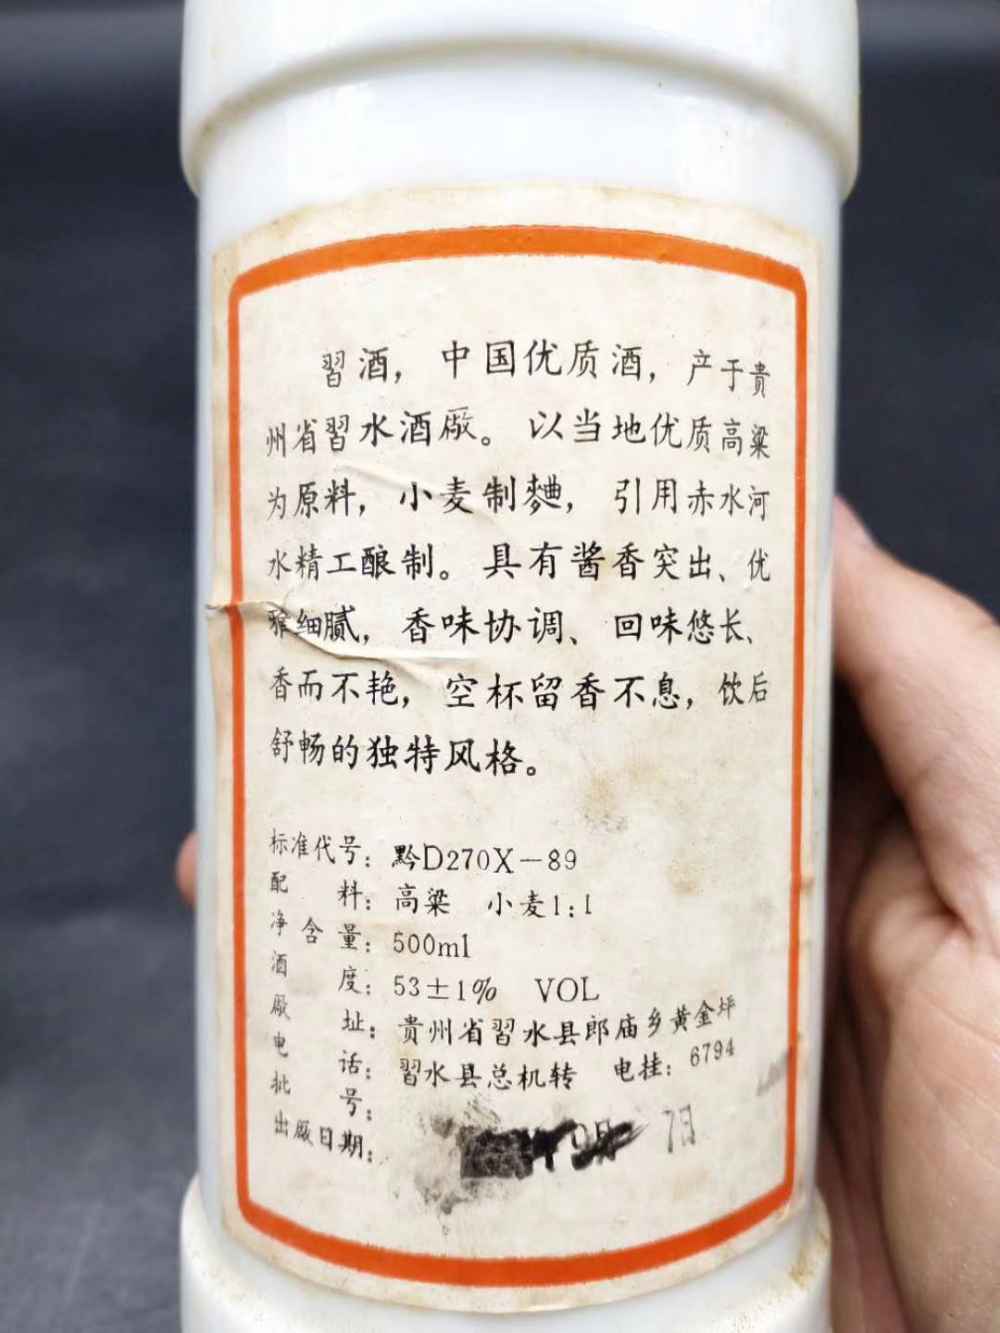 習酒，中国优质酒，产于贵
州省習水酒厰。以当地优质高粱
为原料，小麦制麯，引用赤水河
水精工酿制。具有酱香突出、优
雅细腻，香味协调、回味悠长、
香而不艳，空杯留香不息，饮后
舒畅的独特风格。
标准代号：黔D270X－89
配料：高粱 小麦1：1
净含量：500ml
酒度：53±1% VOL
厰址：贵州省習水县郎庙乡黄金坪
电话：習水县总机转 电挂：6794
批号：
出厰日期： 7日